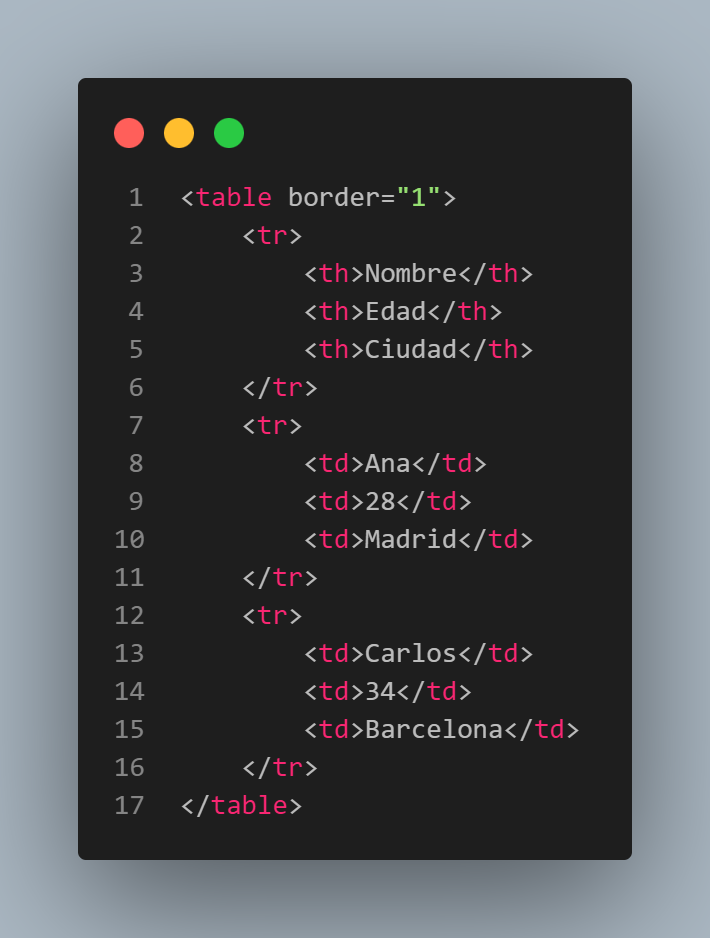 1 <table border="1">
2     <tr>
3         <th>Nombre</th>
4         <th>Edad</th>
5         <th>Ciudad</th>
6     </tr>
7     <tr>
8         <td>Ana</td>
9         <td>28</td>
10         <td>Madrid</td>
11     </tr>
12     <tr>
13         <td>Carlos</td>
14         <td>34</td>
15         <td>Barcelona</td>
16     </tr>
17 </table>